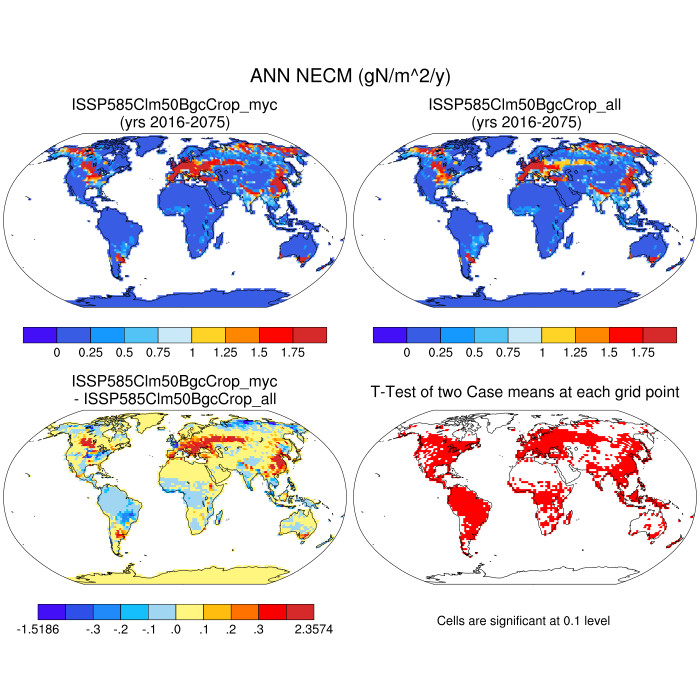 ANN NECM (gN/m^2/y)
ISSP585Clm50BgcCrop_myc
(yrs 2016-2075)
ISSP585Clm50BgcCrop_all
(yrs 2016-2075)
0 0.25 0.5 0.75 1 1.25 1.5 1.75
0 0.25 0.5 0.75 1 1.25 1.5 1.75
ISSP585Clm50BgcCrop_myc
- ISSP585Clm50BgcCrop_all
T-Test of two Case means at each grid point
-1.5186 -.3 -.2 -.1 .0 .1 .2 .3 2.3574
Cells are significant at 0.1 level